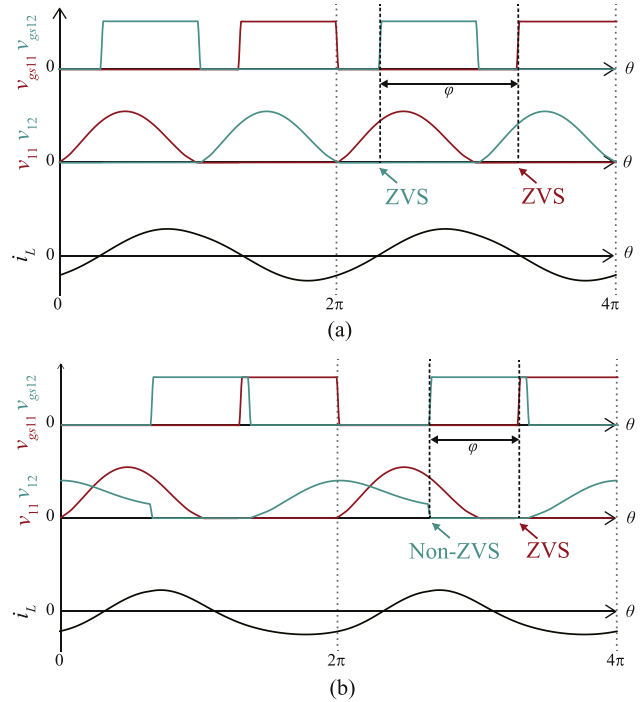 v_gs11 v_gs12
0
θ
φ
v_11 v_12
0
θ
ZVS
ZVS
i_L
0
θ
0
2π
4π
(a)
v_gs11 v_gs12
0
θ
φ
v_11 v_12
0
θ
Non-ZVS
ZVS
i_L
0
θ
0
2π
4π
(b)